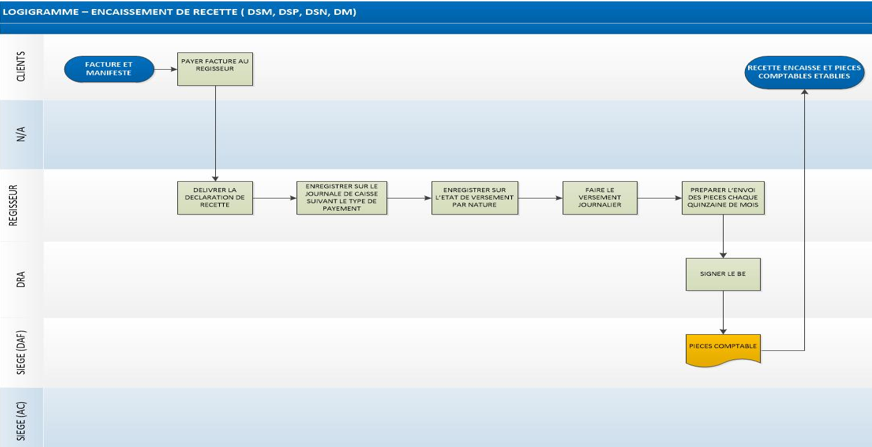 LOGIGRAMME – ENCAISSEMENT DE RECETTE ( DSM, DSP, DSN, DM)
CLIENTS
FACTURE ET
MANIFESTE
PAYER FACTURE AU
REGISSEUR
RECETTE ENCAISSE ET PIECES
COMPTABLES ETABLIES
N/A
REGISSEUR
DELIVRER LA
DECLARATION DE
RECETTE
ENREGISTRER SUR LE
JOURNALE DE CAISSE
SUIVANT LE TYPE DE
PAYEMENT
ENREGISTRER SUR
L'ETAT DE VERSEMENT
PAR NATURE
FAIRE LE
VERSEMENT
JOURNALIER
PREPARER L'ENVOI
DES PIECES CHAQUE
QUINZAINE DE MOIS
DRA
SIGNER LE BE
SIEGE (DAF)
PIECES COMPTABLE
SIEGE (AC)